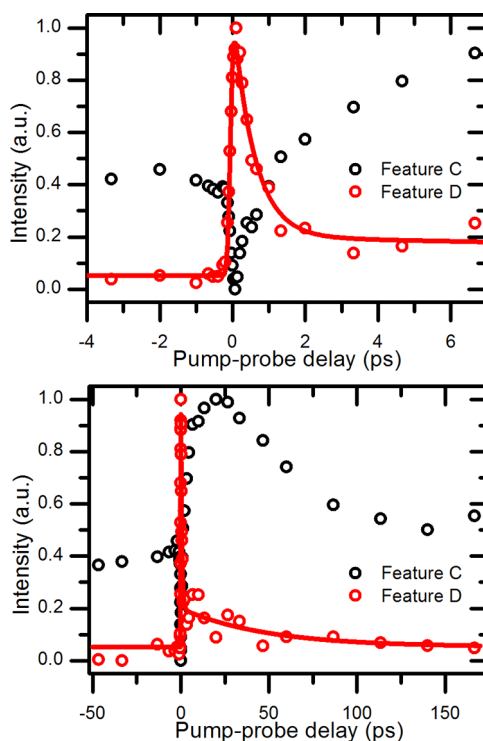 1.0
0.8
0.6
0.4
0.2
0.0
Intensity (a.u.)
Feature C
Feature D
-4 -2 0 2 4 6
Pump-probe delay (ps)
1.0
0.8
0.6
0.4
0.2
0.0
Intensity (a.u.)
Feature C
Feature D
-50 0 50 100 150
Pump-probe delay (ps)